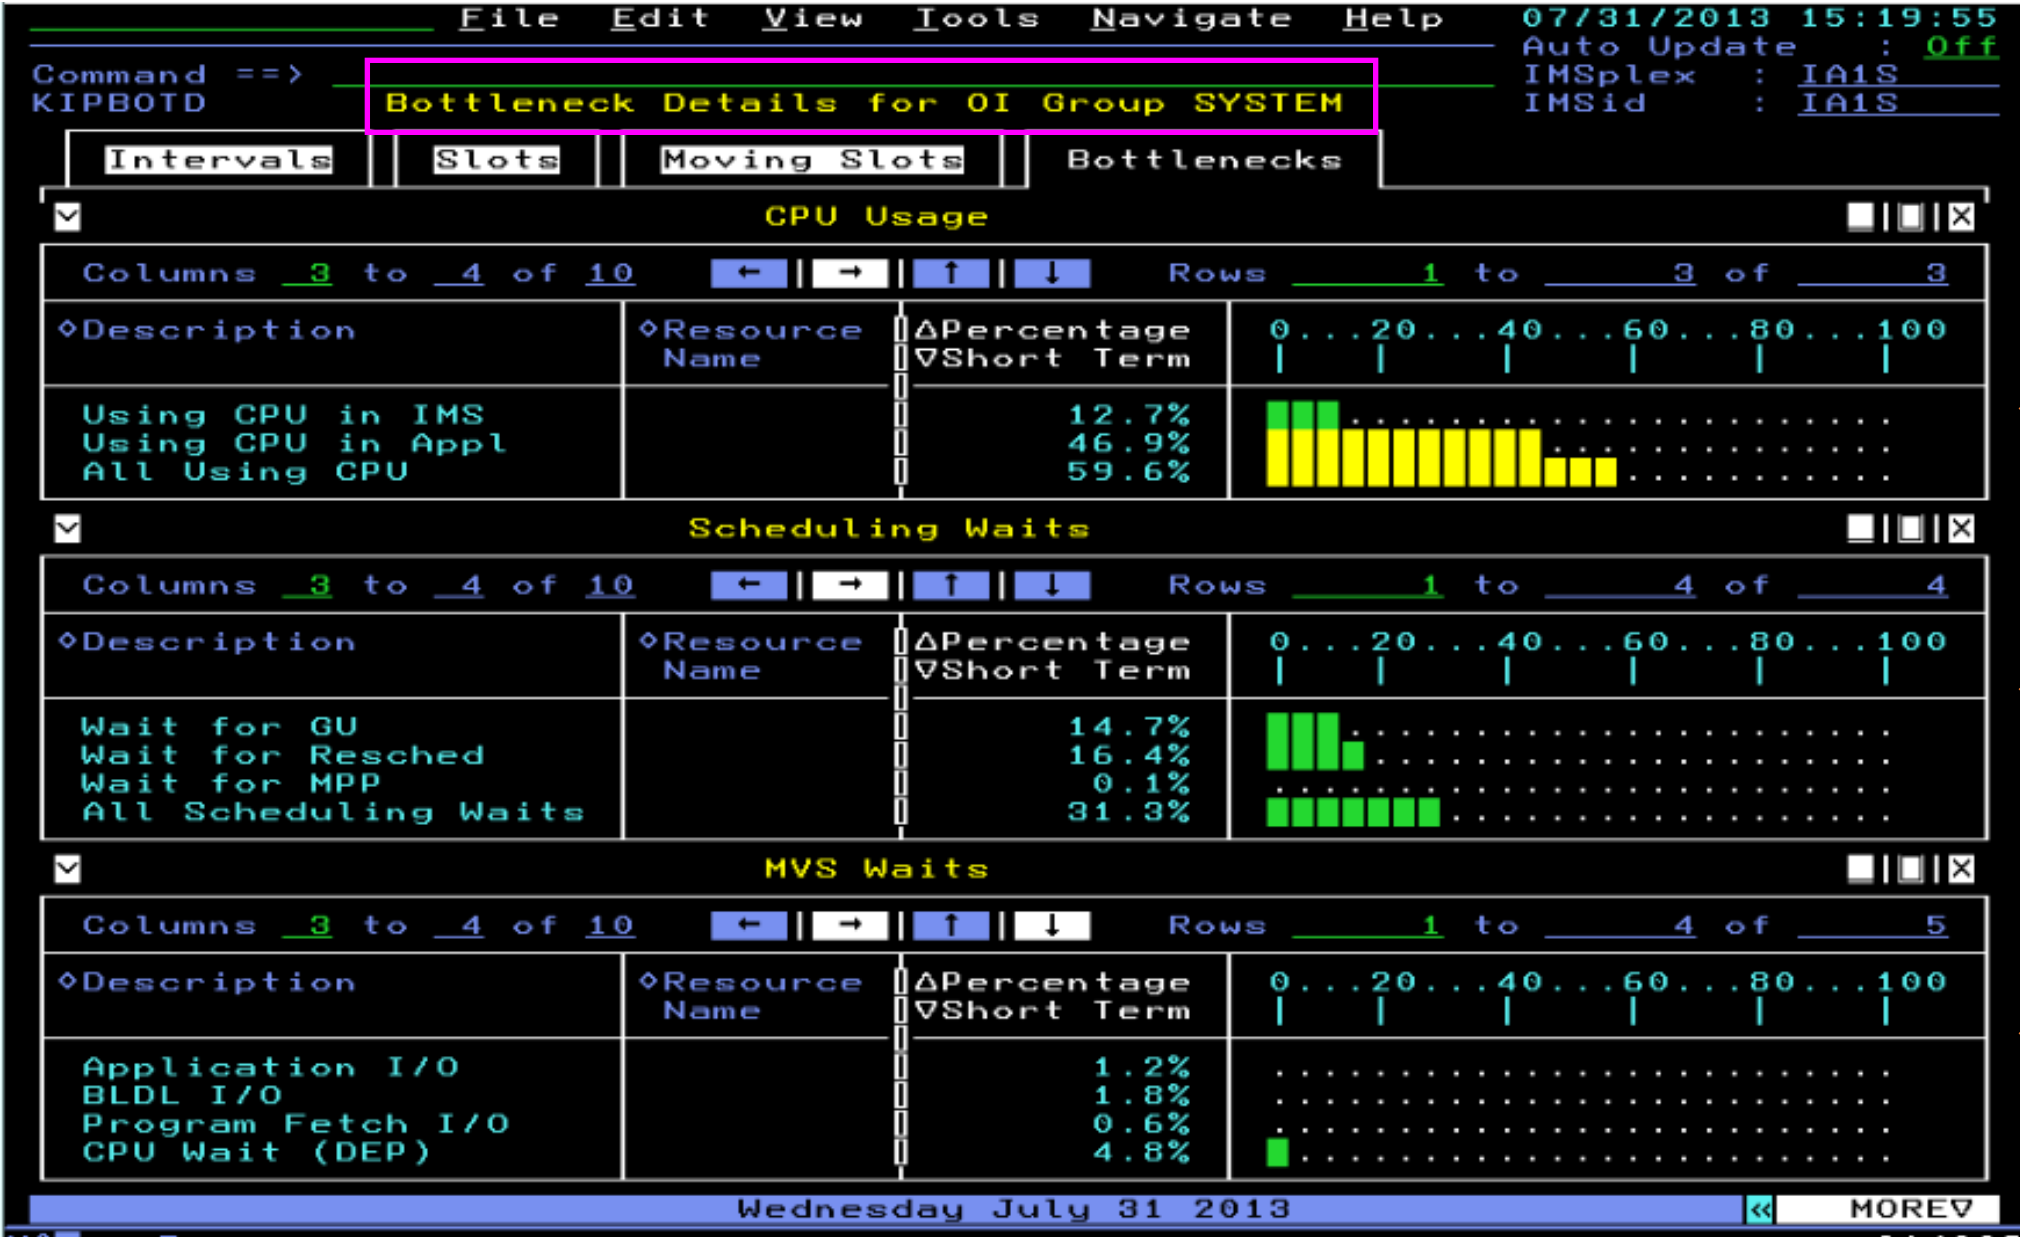 File Edit View Tools Navigate Help 07/31/2013 15:19:55
Auto Update : Off
Command ==> IMSplex : IA1S
KIPBOTD Bottleneck Details for OI Group SYSTEM IMSid : IA1S
Intervals Slots Moving Slots Bottlenecks
CPU Usage
Columns 3 to 4 of 10 ← | → | ↑ | ↓ Rows 1 to 3 of 3
◇Description ◇Resource △Percentage 0...20...40...60...80...100
Name ▽Short Term
Using CPU in IMS 12.7%
Using CPU in Appl 46.9%
All Using CPU 59.6%
Scheduling Waits
Columns 3 to 4 of 10 ← | → | ↑ | ↓ Rows 1 to 4 of 4
◇Description ◇Resource △Percentage 0...20...40...60...80...100
Name ▽Short Term
Wait for GU 14.7%
Wait for Resched 16.4%
Wait for MPP 0.1%
All Scheduling Waits 31.3%
MVS Waits
Columns 3 to 4 of 10 ← | → | ↑ | ↓ Rows 1 to 4 of 5
◇Description ◇Resource △Percentage 0...20...40...60...80...100
Name ▽Short Term
Application I/O 1.2%
BLDL I/O 1.8%
Program Fetch I/O 0.6%
CPU Wait (DEP) 4.8%
Wednesday July 31 2013 « MORE▽